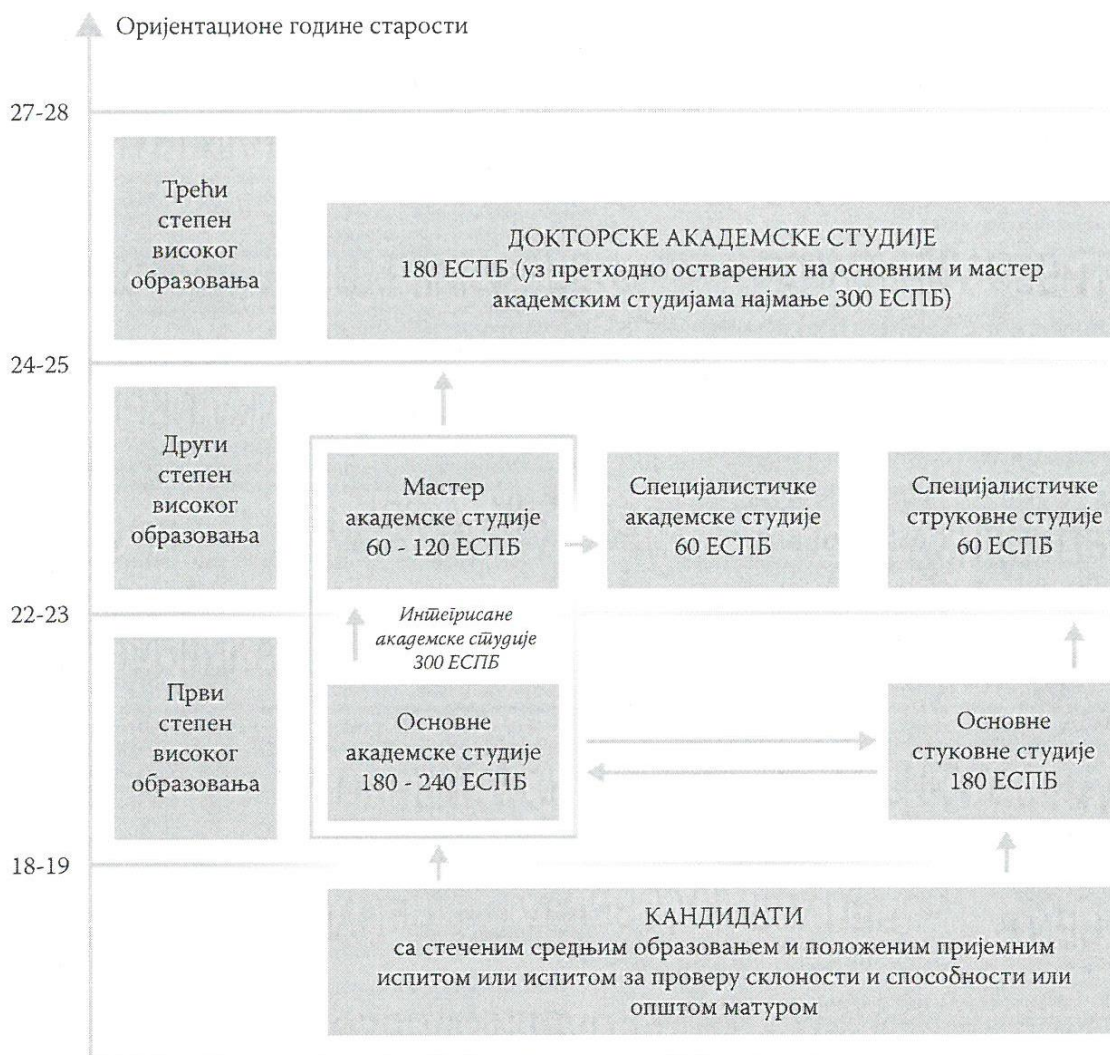 Оријентационе године старости
27-28
Трећи
степен
високог
образовања
ДОКТОРСКЕ АКАДЕМСКЕ СТУДИЈЕ
180 ЕСПБ (уз претходно остварених на основним и мастер
академским студијама најмање 300 ЕСПБ)
24-25
Други
степен
високог
образовања
Мастер
академске студије
60 - 120 ЕСПБ
Специјалистичке
академске студије
60 ЕСПБ
Специјалистичке
струковне студије
60 ЕСПБ
22-23
Интегрисане
академске студије
300 ЕСПБ
Први
степен
високог
образовања
Основне
академске студије
180 - 240 ЕСПБ
Основне
стуковне студије
180 ЕСПБ
18-19
КАНДИДАТИ
са стеченим средњим образовањем и положеним пријемним
испитом или испитом за проверу склоности и способности или
општом матуром